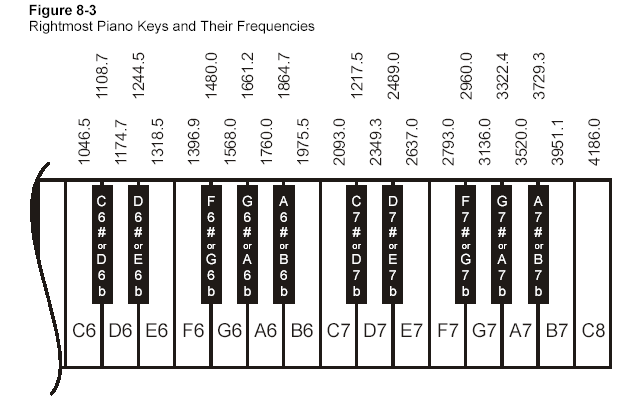 Figure 8-3
Rightmost Piano Keys and Their Frequencies
1108.7 1244.5 1480.0 1661.2 1864.7 1217.5 2489.0 2960.0 3322.4 3729.3
1046.5 1174.7 1318.5 1396.9 1568.0 1760.0 1975.5 2093.0 2349.3 2637.0 2793.0 3136.0 3520.0 3951.1 4186.0
C6# or D6b
D6# or E6b
F6# or G6b
G6# or A6b
A6# or B6b
C7# or D7b
D7# or E7b
F7# or G7b
G7# or A7b
A7# or B7b
C6 D6 E6 F6 G6 A6 B6 C7 D7 E7 F7 G7 A7 B7 C8